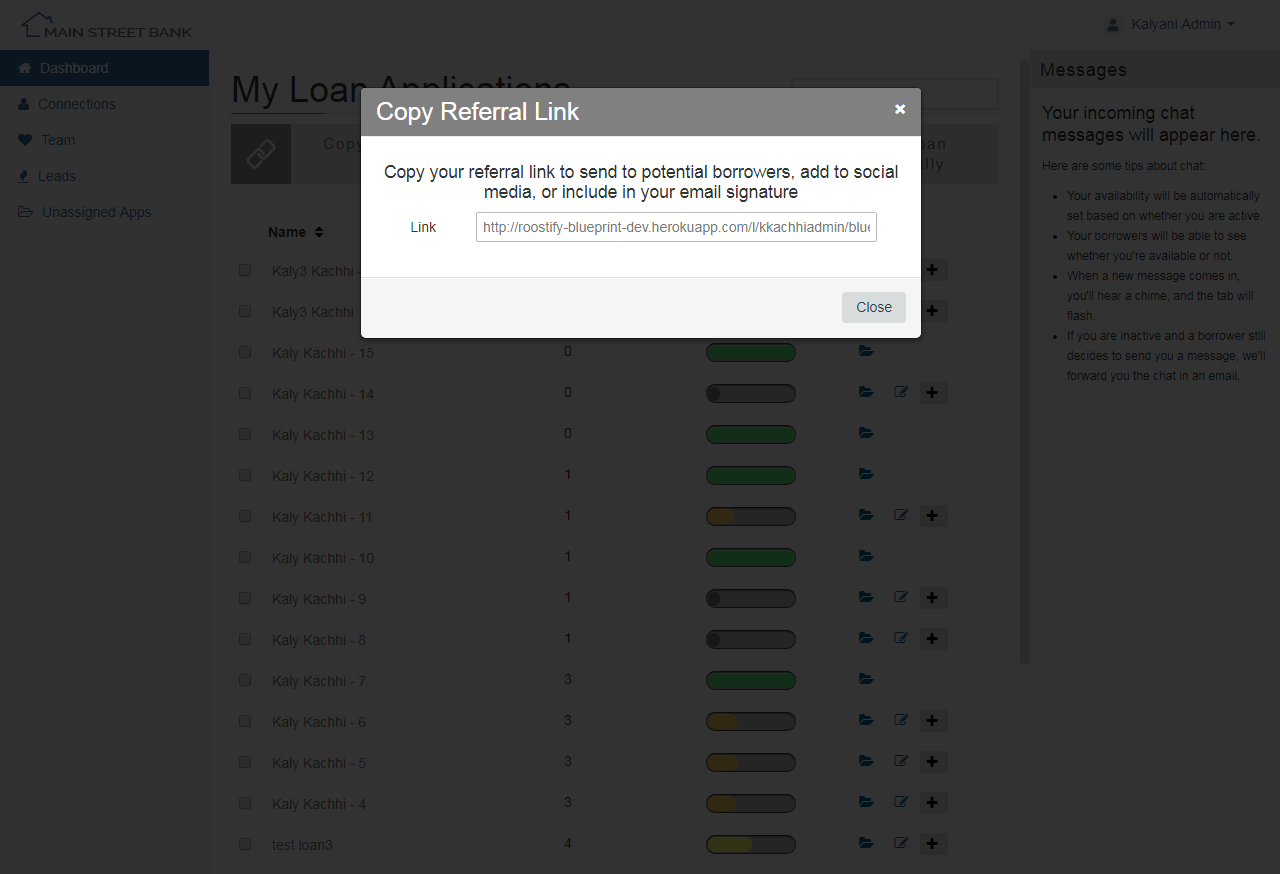 MAIN STREET BANK
Kalyani Admin
Dashboard
Connections
Team
Leads
Unassigned Apps
My Loan Applications
Copy Referral Link
Copy your referral link to send to potential borrowers, add to social
media, or include in your email signature
Link
http://roostify-blueprint-dev.herokuapp.com/l/kkachhiadmin/blue
Close
Name
Kaly3 Kachhi
Kaly3 Kachhi
Kaly Kachhi - 15 0
Kaly Kachhi - 14 0
Kaly Kachhi - 13 0
Kaly Kachhi - 12 1
Kaly Kachhi - 11 1
Kaly Kachhi - 10 1
Kaly Kachhi - 9 1
Kaly Kachhi - 8 1
Kaly Kachhi - 7 3
Kaly Kachhi - 6 3
Kaly Kachhi - 5 3
Kaly Kachhi - 4 3
test loan3 4
Messages
Your incoming chat
messages will appear here.
Here are some tips about chat:
Your availability will be automatically
set based on whether you are active.
Your borrowers will be able to see
whether you're available or not.
When a new message comes in,
you'll hear a chime, and the tab will
flash.
If you are inactive and a borrower still
decides to send you a message, we'll
forward you the chat in an email.